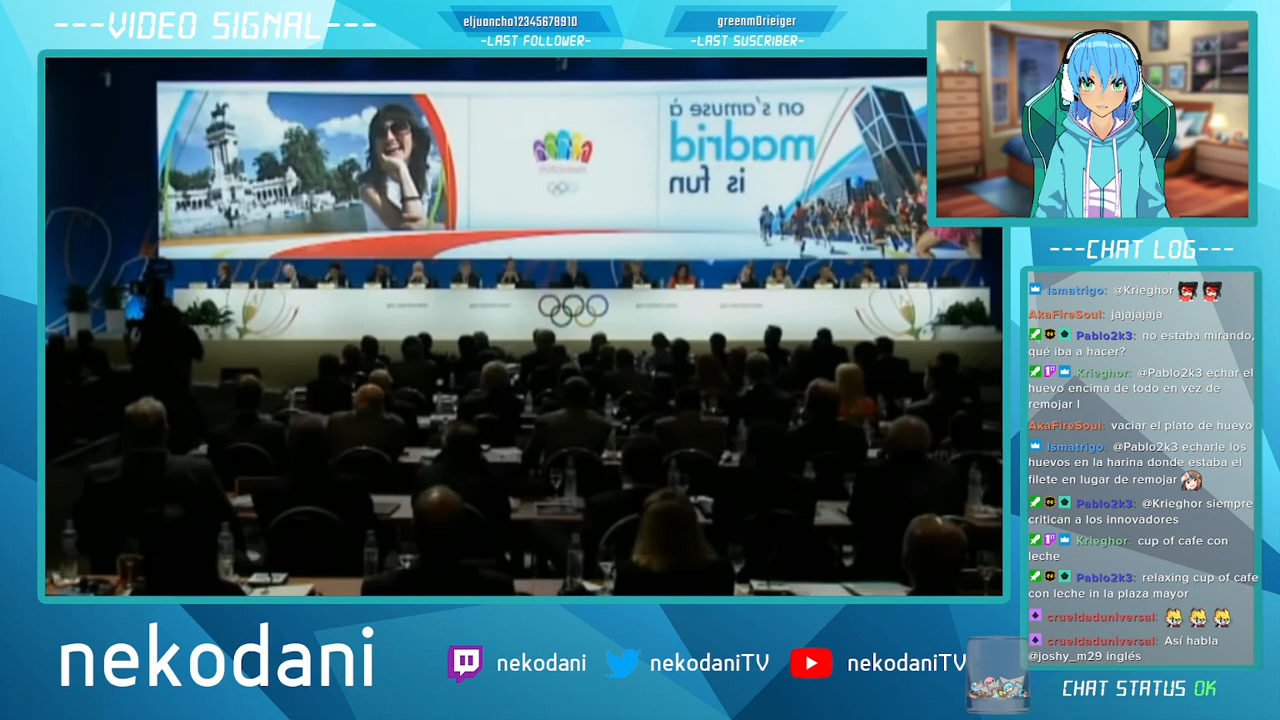 ---VIDEO SIGNAL---
eljuancho12345678910
-LAST FOLLOWER-
greenm0rieiger
-LAST SUSCRIBER-
on s'amuse à
madrid
is fun
---CHAT LOG---
Ismatrigo: @Krieghor
AkaFireSoul: jajajajaja
Pablo2k3: no estaba mirando,
qué iba a hacer?
Krieghor: @Pablo2k3 echar el
huevo encima de todo en vez de
remojar l
AkaFireSoul: vaciar el plato de huevo
Ismatrigo: @Pablo2k3 echarle los
huevos en la harina donde estaba el
filete en lugar de remojar
Pablo2k3: @Krieghor siempre
critican a los innovadores
Krieghor: cup of cafe con
leche
Pablo2k3: relaxing cup of cafe
con leche in la plaza mayor
crueldaduniversal:
crueldaduniversal: Así habla
@joshy_m29 inglés
CHAT STATUS OK
nekodani
nekodani
nekodaniTV
nekodaniTV